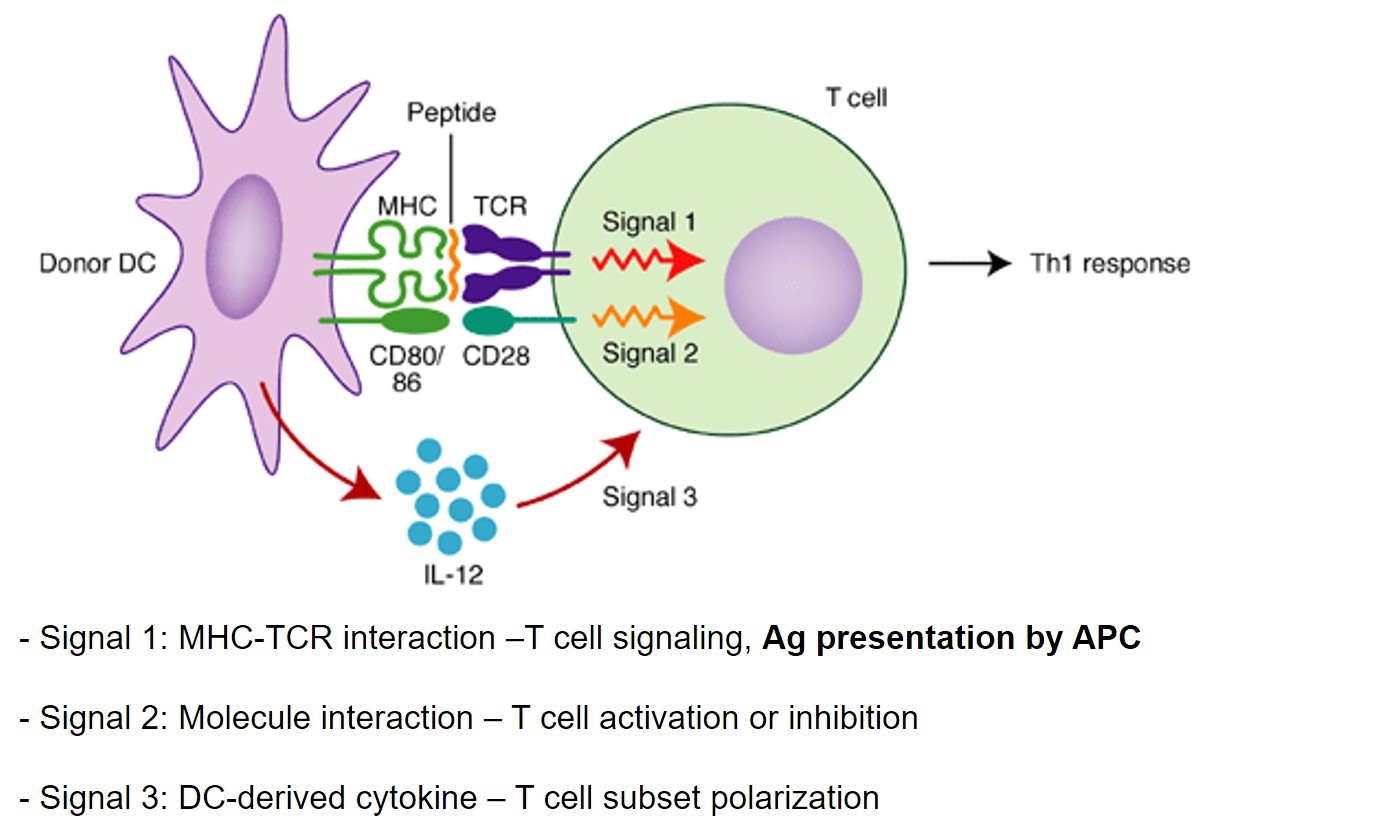 T cell
Peptide
MHC
TCR
Signal 1
Donor DC
Th1 response
Signal 2
CD80/
86
CD28
Signal 3
IL-12
- Signal 1: MHC-TCR interaction –T cell signaling, Ag presentation by APC
- Signal 2: Molecule interaction – T cell activation or inhibition
- Signal 3: DC-derived cytokine – T cell subset polarization